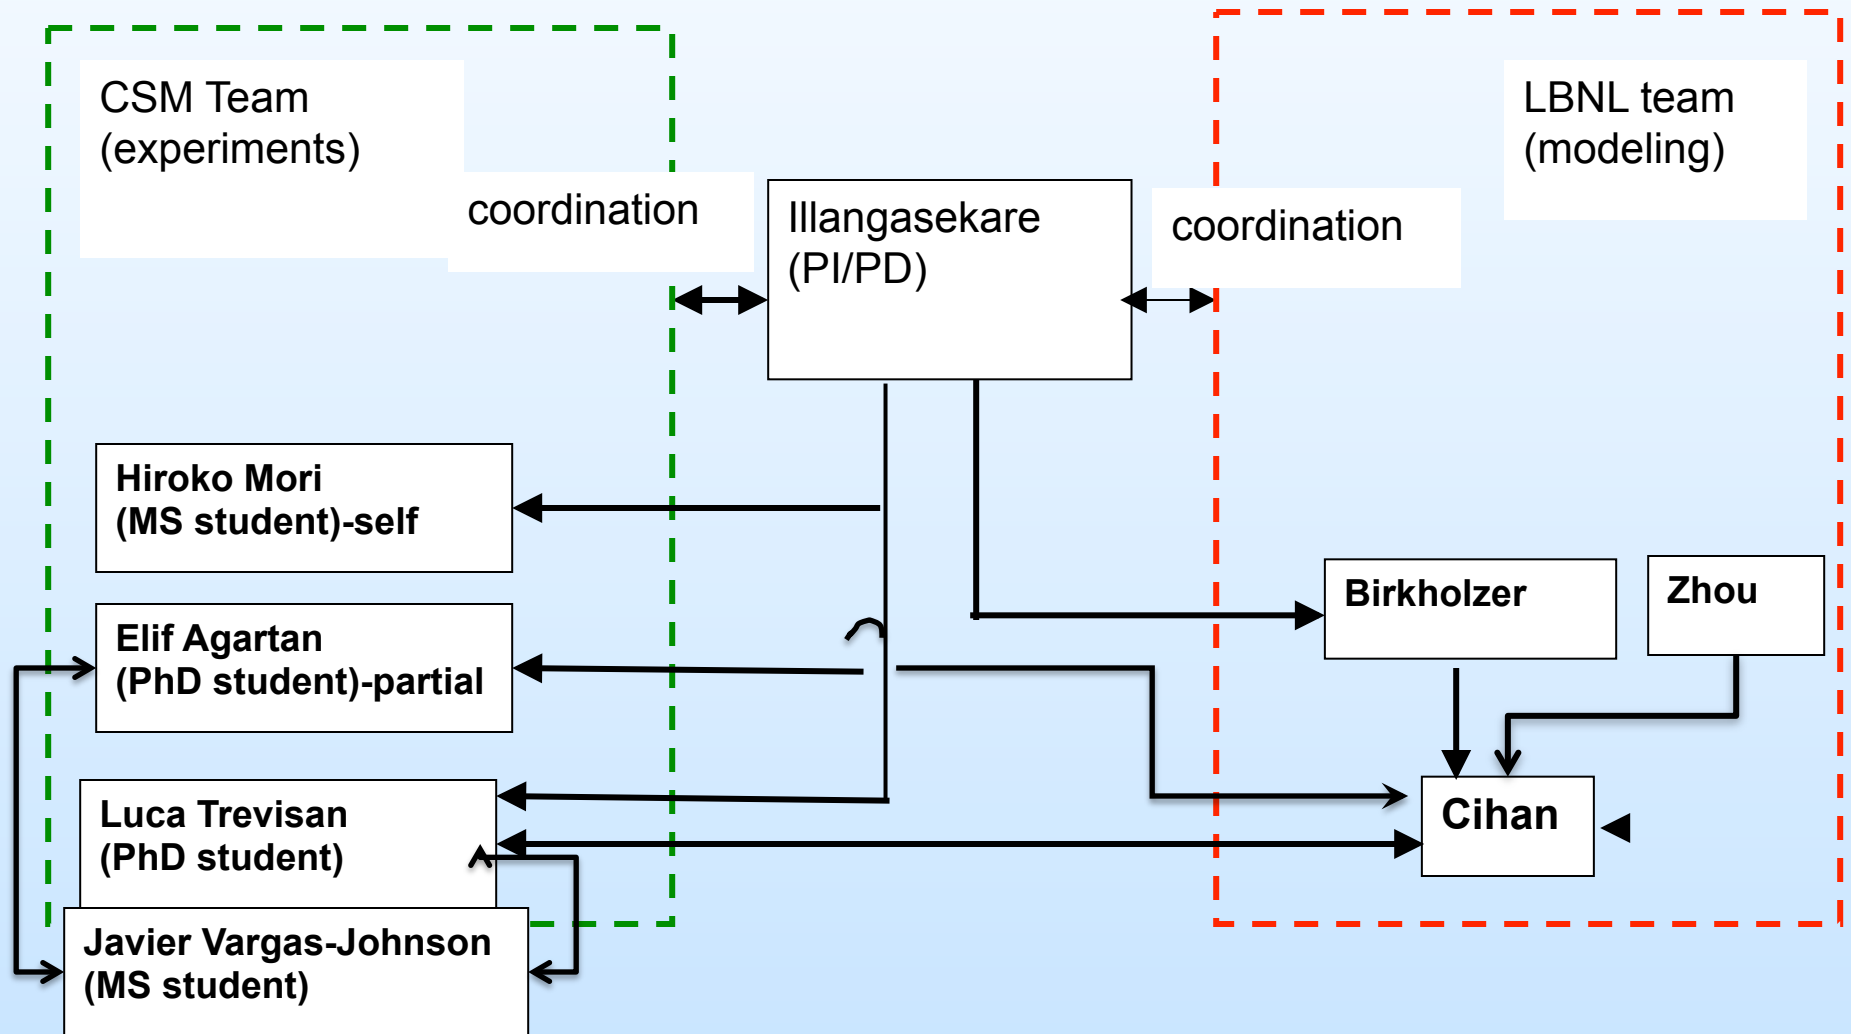 CSM Team
(experiments)
coordination
Illangasekare
(PI/PD)
coordination
LBNL team
(modeling)
Hiroko Mori
(MS student)-self
Elif Agartan
(PhD student)-partial
Luca Trevisan
(PhD student)
Javier Vargas-Johnson
(MS student)
Birkholzer
Zhou
Cihan